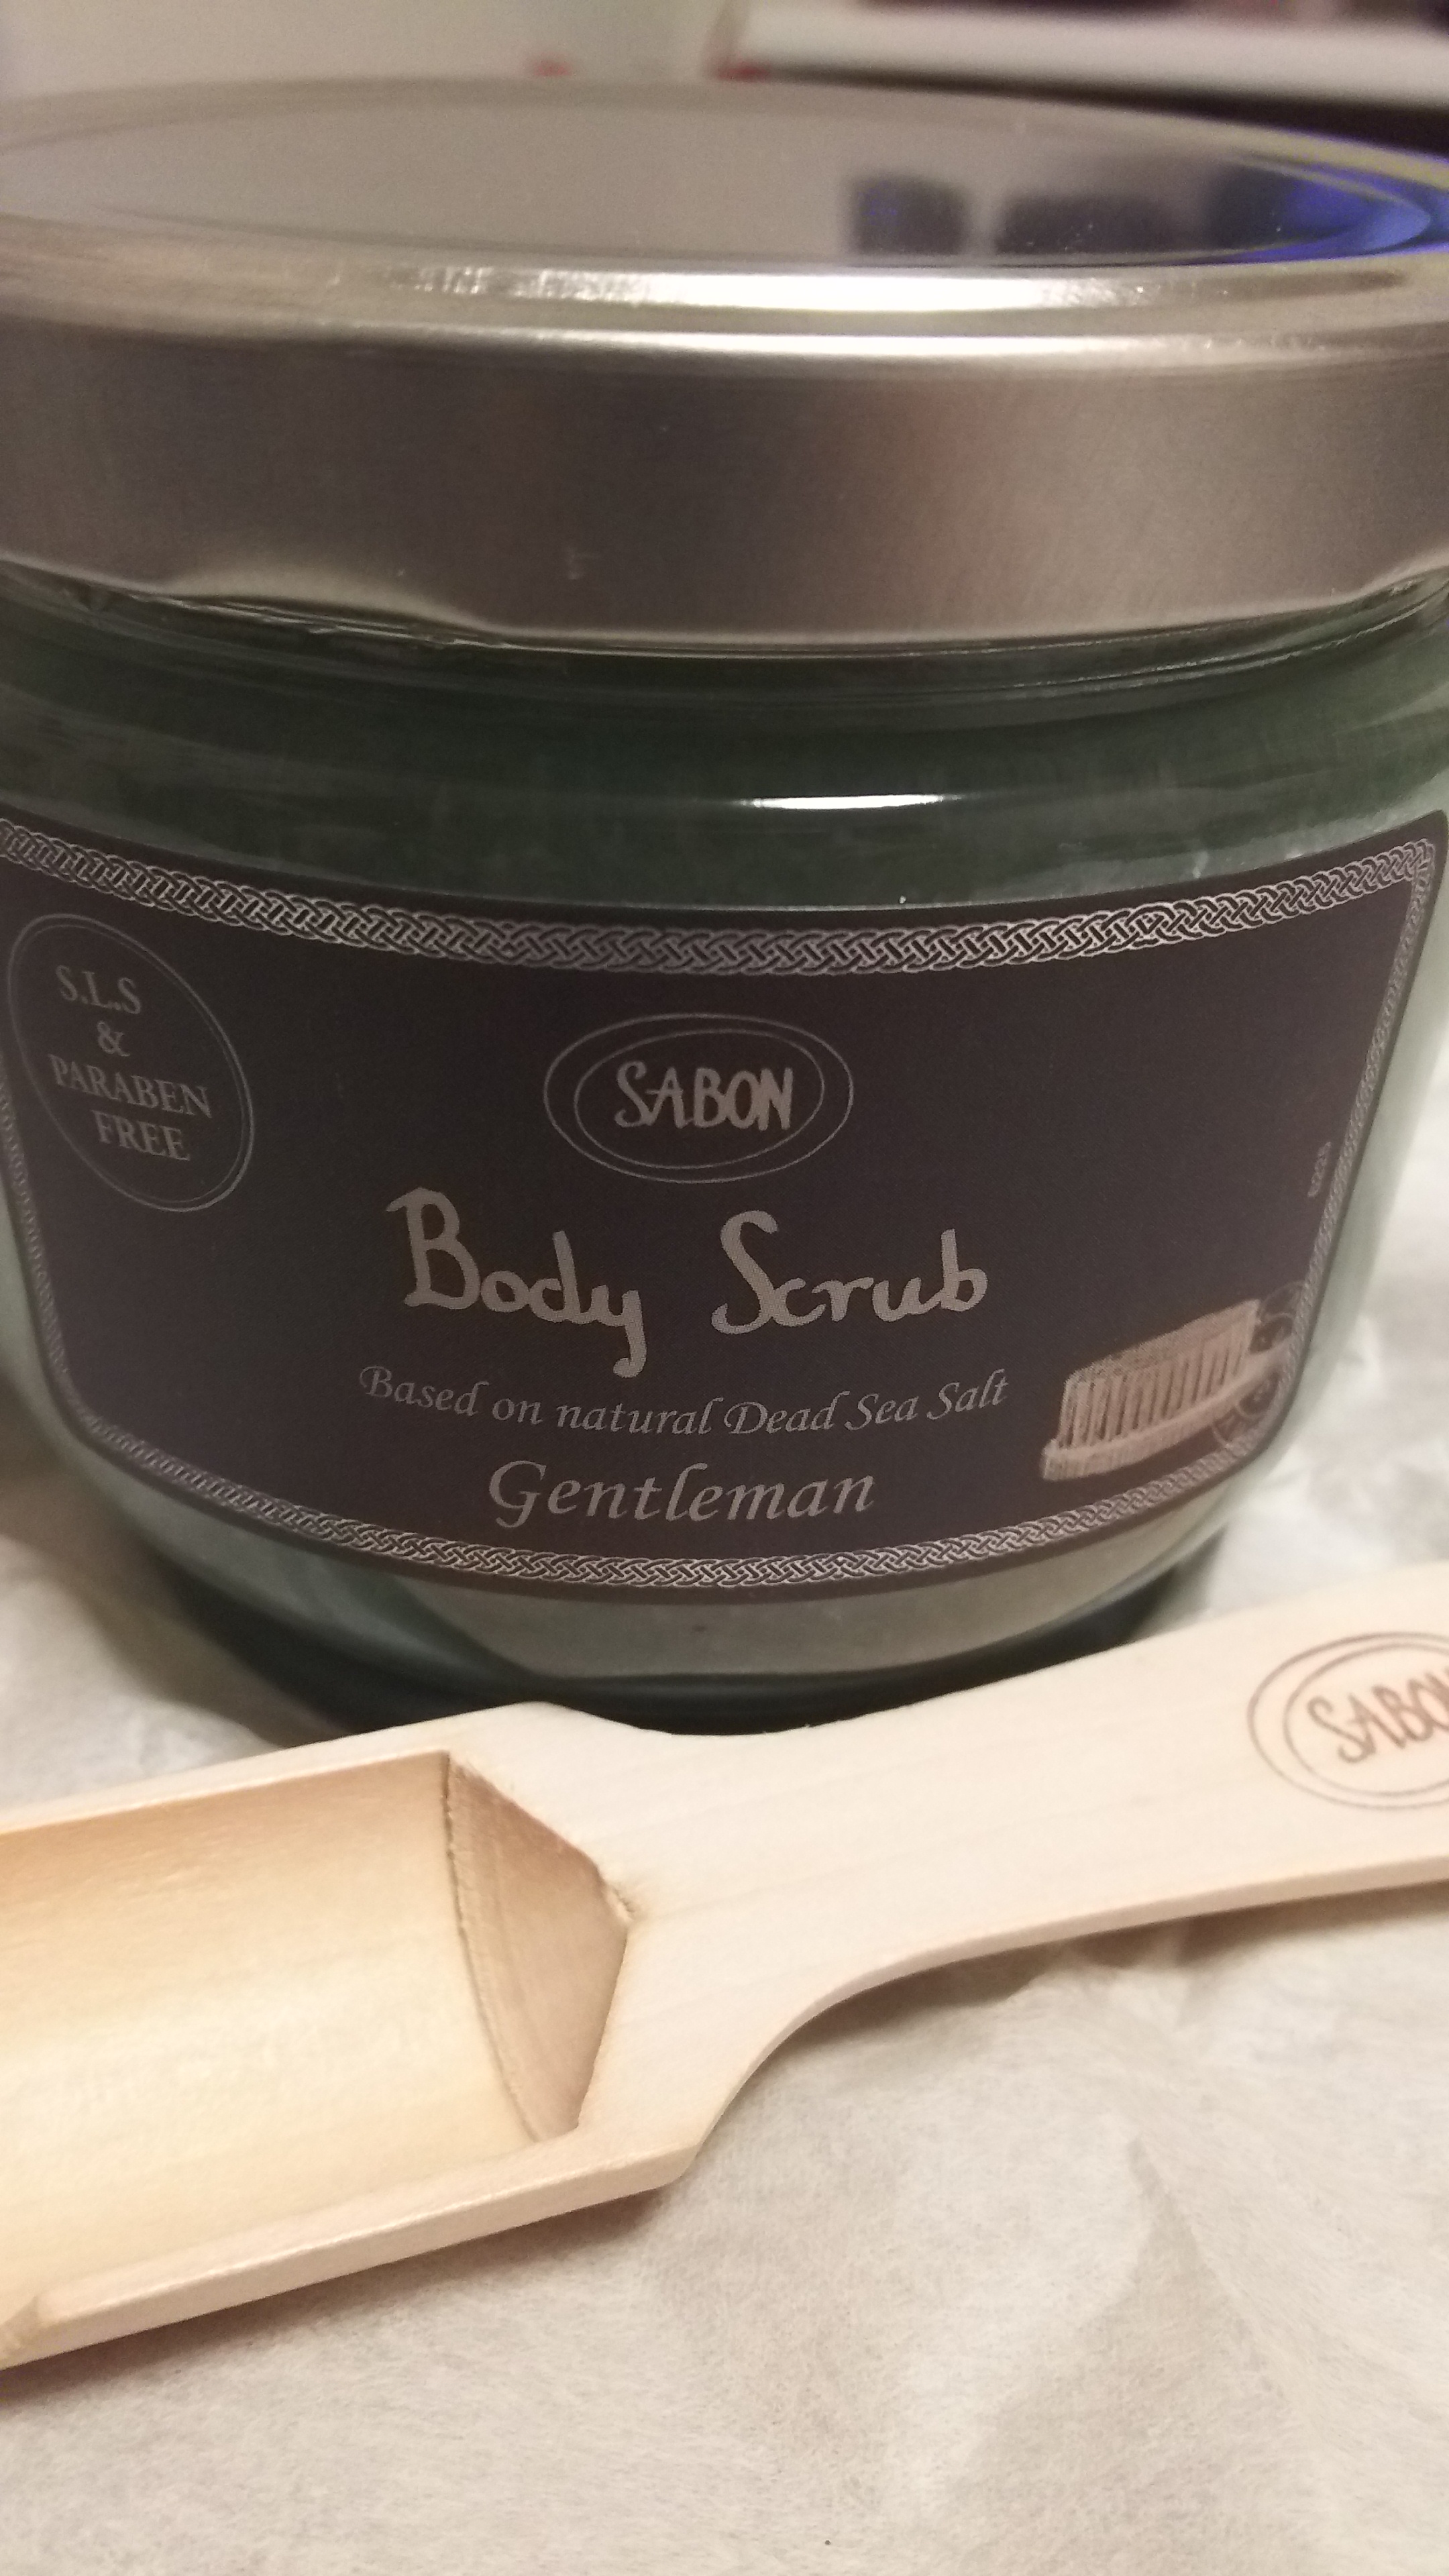 S.L.S
&
PARABEN
FREE
SABON
Body Scrub
Based on natural Dead Sea Salt
Gentleman
SABON